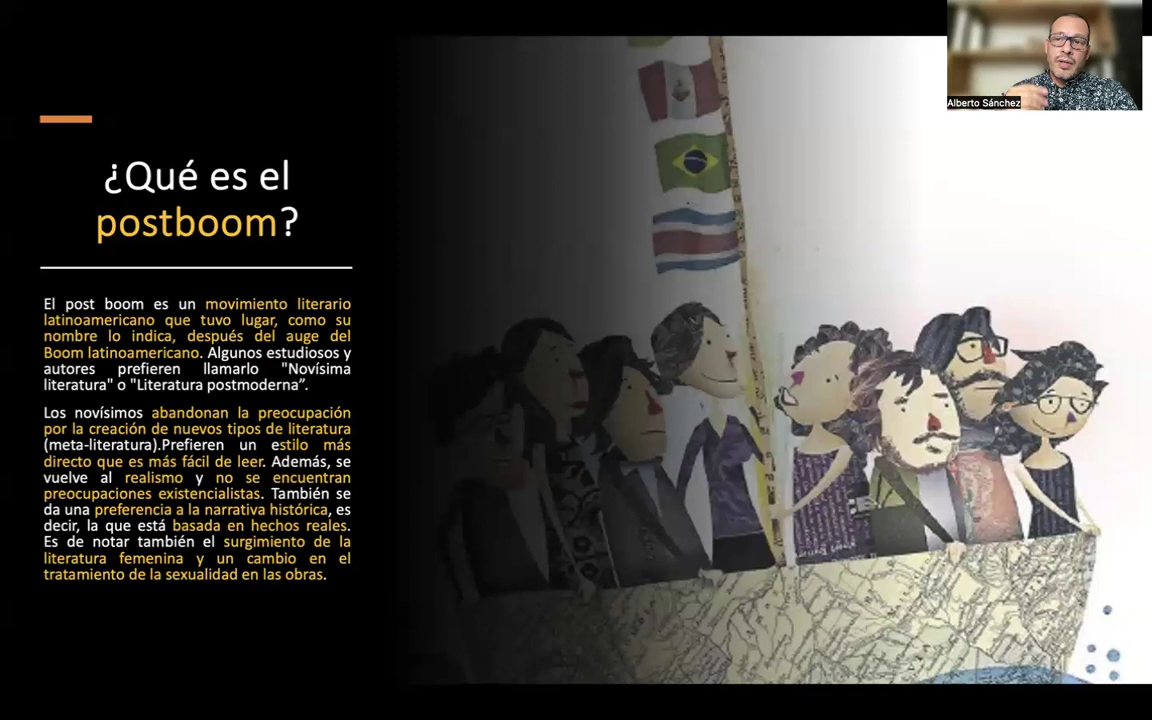 Alberto Sánchez
¿Qué es el
postboom?
El post boom es un movimiento literario
latinoamericano que tuvo lugar, como su
nombre lo indica, después del auge del
Boom latinoamericano. Algunos estudiosos y
autores prefieren llamarlo "Novísima
literatura" o "Literatura postmoderna”.
Los novísimos abandonan la preocupación
por la creación de nuevos tipos de literatura
(meta-literatura).Prefieren un estilo más
directo que es más fácil de leer. Además, se
vuelve al realismo y no se encuentran
preocupaciones existencialistas. También se
da una preferencia a la narrativa histórica, es
decir, la que está basada en hechos reales.
Es de notar también el surgimiento de la
literatura femenina y un cambio en el
tratamiento de la sexualidad en las obras.